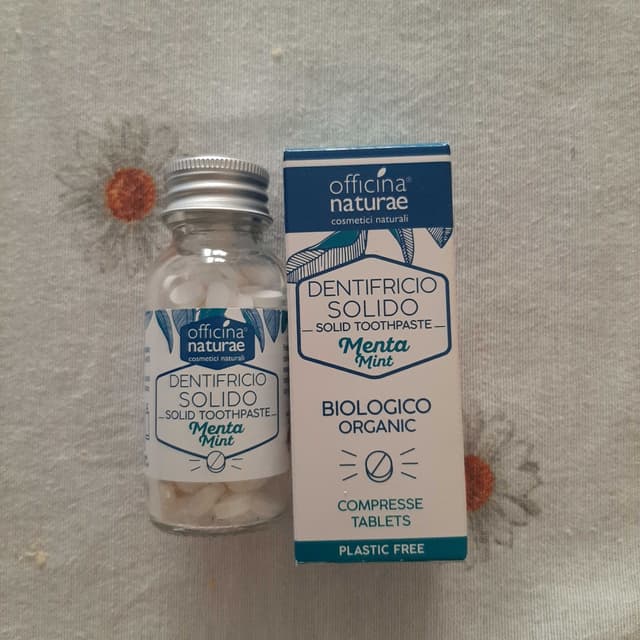 officina®
naturae
cosmetici naturali
DENTIFRICIO
SOLIDO
SOLID TOOTHPASTE
Menta
Mint
officina®
naturae
cosmetici naturali
DENTIFRICIO
SOLIDO
SOLID TOOTHPASTE
Menta
Mint
BIOLOGICO
ORGANIC
COMPRESSE
TABLETS
PLASTIC FREE